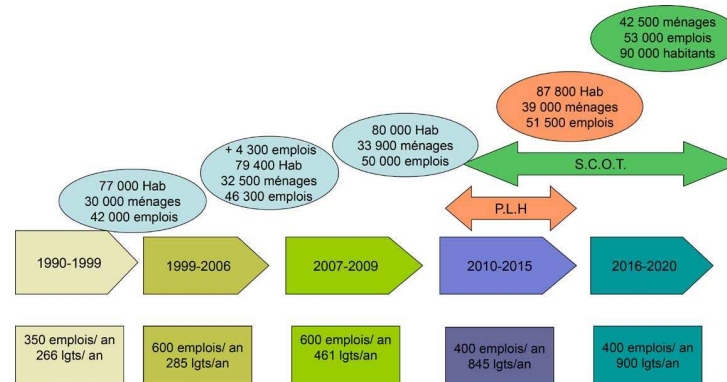 42 500 ménages
53 000 emplois
90 000 habitants
87 800 Hab
39 000 ménages
51 500 emplois
80 000 Hab
33 900 ménages
50 000 emplois
+ 4 300 emplois
79 400 Hab
32 500 ménages
46 300 emplois
77 000 Hab
30 000 ménages
42 000 emplois
S.C.O.T.
P.L.H
1990-1999
1999-2006
2007-2009
2010-2015
2016-2020
350 emplois/ an
266 lgts/an
600 emplois/ an
285 lgts/an
600 emplois/ an
461 lgts/an
400 emplois/ an
845 lgts/an
400 emplois/ an
900 lgts/an